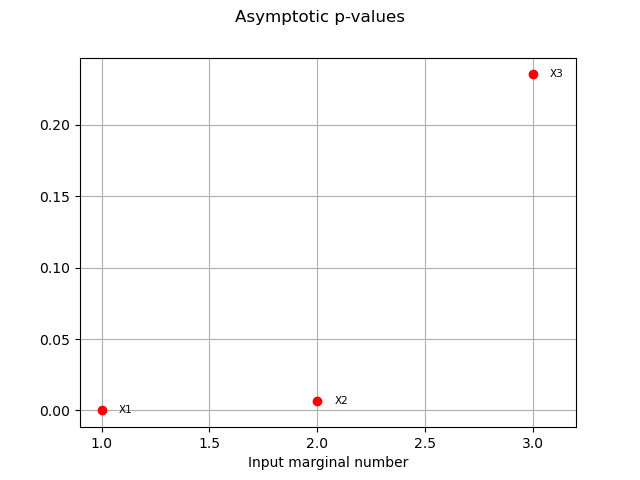 Asymptotic p-values
X3
0.20
0.15
0.10
0.05
X2
0.00
X1
1.0 1.5 2.0 2.5 3.0
Input marginal number